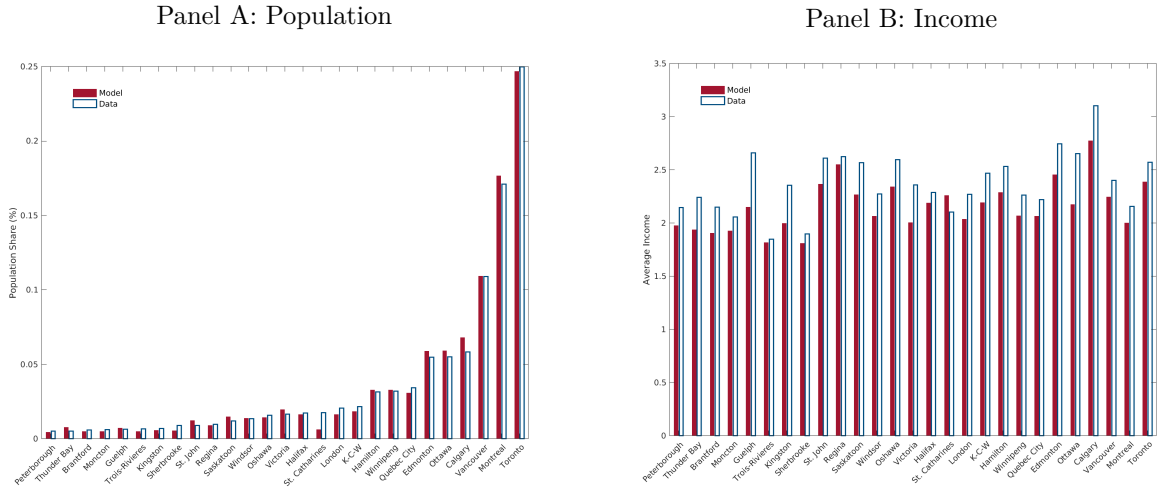 Panel A: Population
0.25
0.2
0.15
0.1
0.05
0
Population Share (%)
Model
Data
Peterborough
Thunder Bay
Brantford
Moncton
Guelph
Trois-Rivieres
Kingston
Sherbrooke
St. John
Regina
Saskatoon
Windsor
Oshawa
Victoria
Halifax
St. Catharines
London
K-C-W
Hamilton
Winnipeg
Quebec City
Edmonton
Ottawa
Calgary
Vancouver
Montreal
Toronto
Panel B: Income
3.5
3
2.5
2
1.5
1
0.5
0
Average Income
Model
Data
Peterborough
Thunder Bay
Brantford
Moncton
Guelph
Trois-Rivieres
Kingston
Sherbrooke
St. John
Regina
Saskatoon
Windsor
Oshawa
Victoria
Halifax
St. Catharines
London
K-C-W
Hamilton
Winnipeg
Quebec City
Edmonton
Ottawa
Calgary
Vancouver
Montreal
Toronto